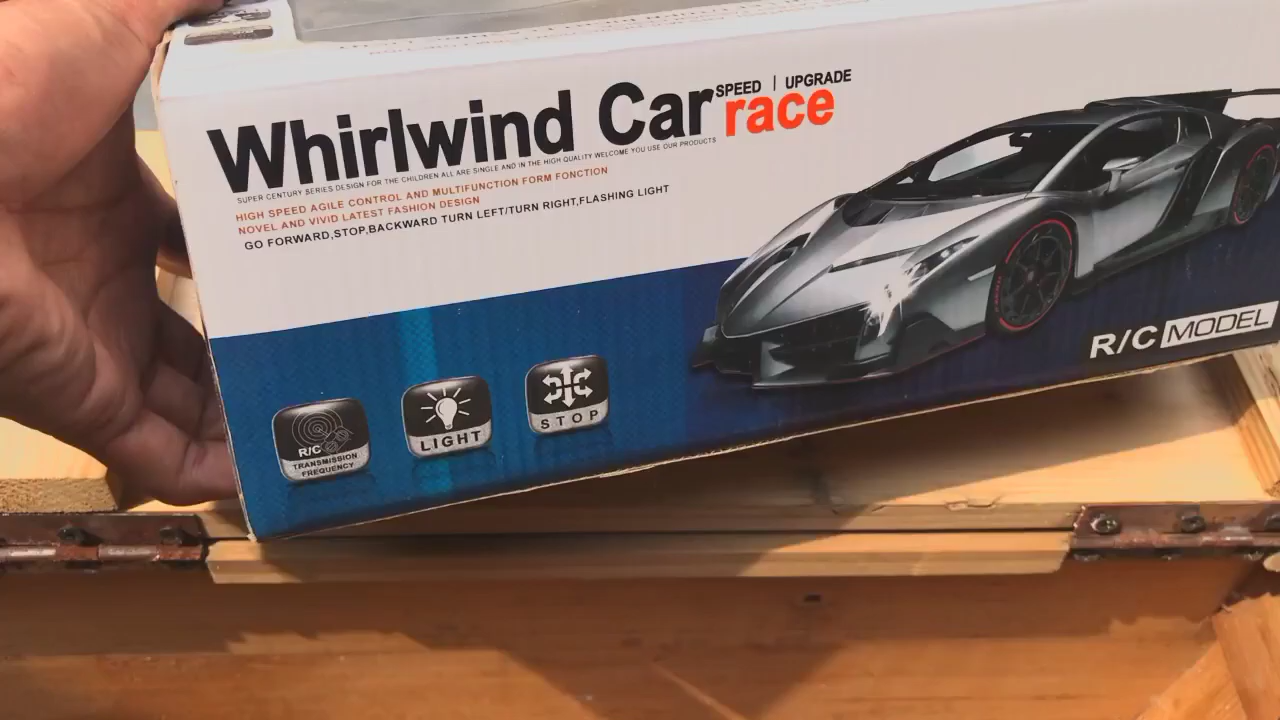 Whirlwind Car race
SPEED | UPGRADE
SUPER CENTURY SERIES DESIGN FOR THE CHILDREN ALL ARE SINGLE AND IN THE HIGH QUALITY WELCOME YOU USE OUR PRODUCTS
HIGH SPEED AGILE CONTROL AND MULTIFUNCTION FORM FONCTION
NOVEL AND VIVID LATEST FASHION DESIGN
GO FORWARD,STOP,BACKWARD TURN LEFT/TURN RIGHT,FLASHING LIGHT
R/C MODEL
R/C
TRANSMISSION
FREQUENCY
LIGHT
STOP